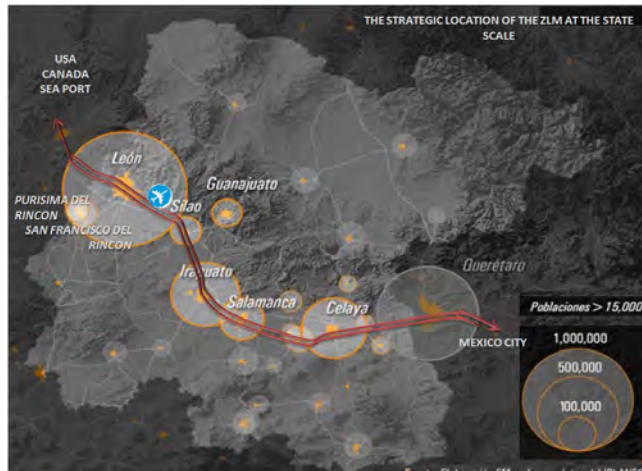 THE STRATEGIC LOCATION OF THE ZLM AT THE STATE
SCALE
USA
CANADA
SEA PORT
León
Guanajuato
Silao
PURISIMA DEL
RINCON
SAN FRANCISCO DEL
RINCON
Irapuato
Salamanca
Celaya
Querétaro
MEXICO CITY
Poblaciones > 15,000
1,000,000
500,000
100,000